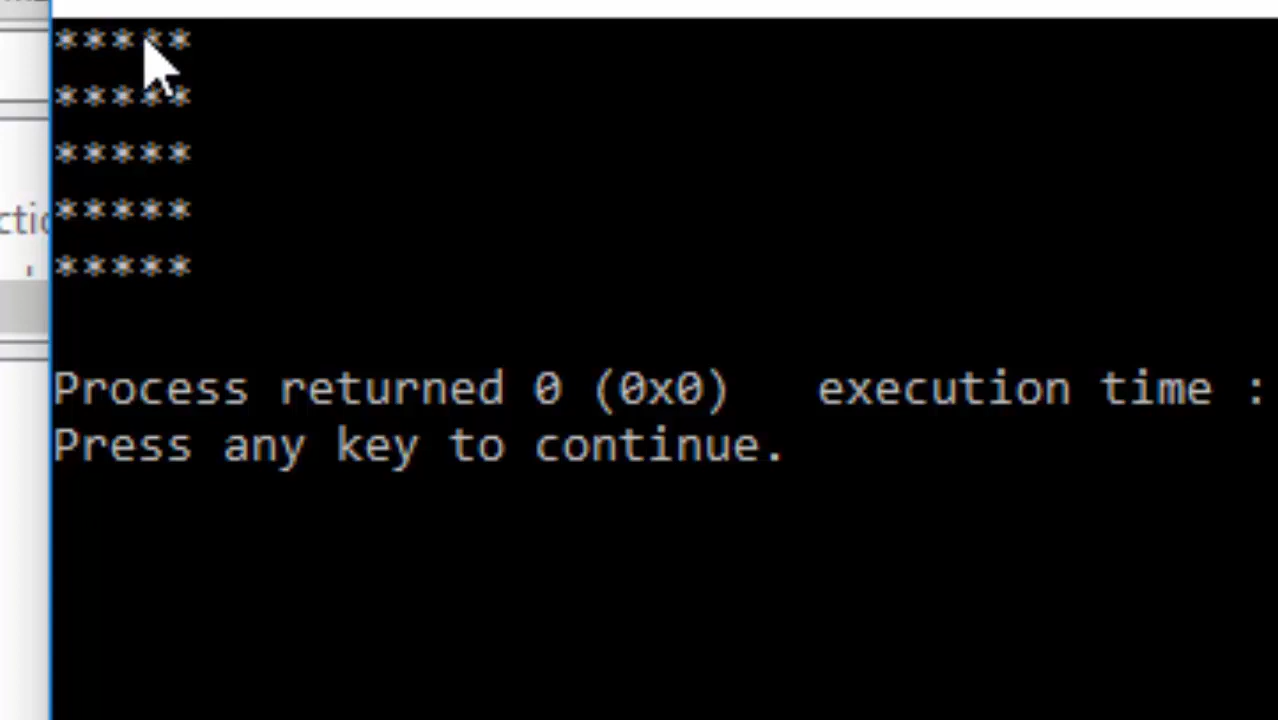 *****
*****
*****
*****
*****
Process returned 0 (0x0)   execution time :
Press any key to continue.